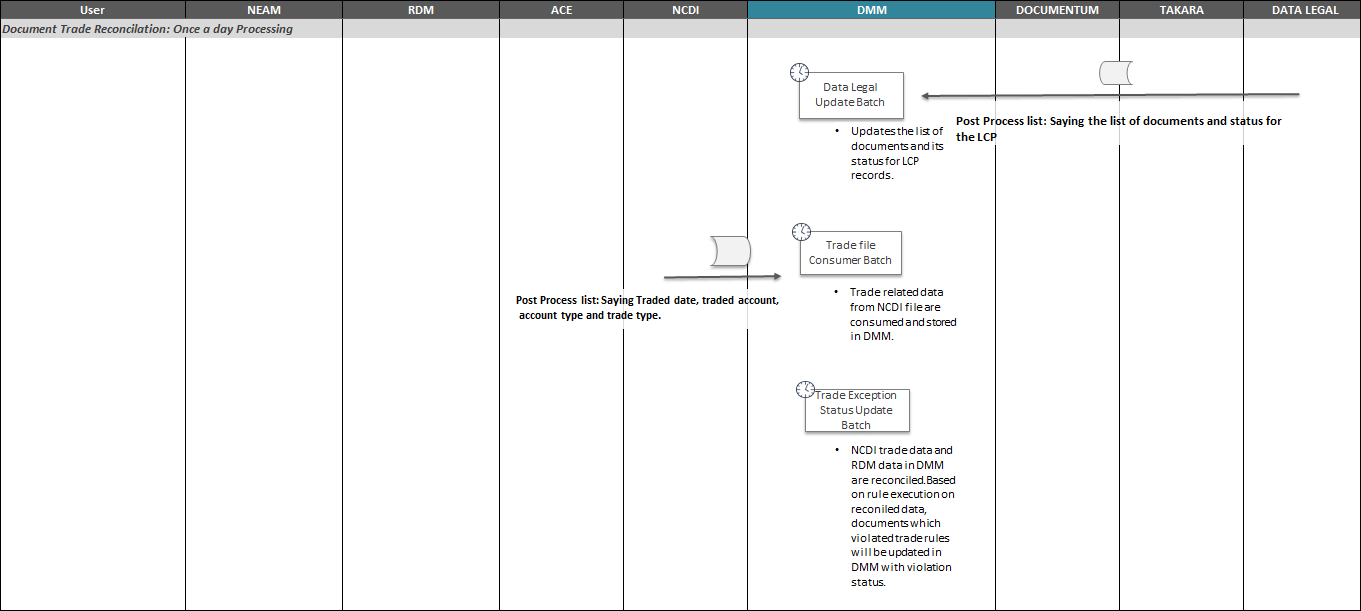 User NEAM RDM ACE NCDI DMM DOCUMENTUM TAKARA DATA LEGAL
Document Trade Reconcilation: Once a day Processing
Data Legal
Update Batch
• Updates the list of
documents and its
status for LCP
records.
Post Process list: Saying the list of documents and status for
the LCP
Trade file
Consumer Batch
• Trade related data
from NCDI file are
consumed and stored
in DMM.
Post Process list: Saying Traded date, traded account,
account type and trade type.
Trade Exception
Status Update
Batch
• NCDI trade data and
RDM data in DMM
are reconciled.Based
on rule execution on
reconiled data,
documents which
violated trade rules
will be updated in
DMM with violation
status.